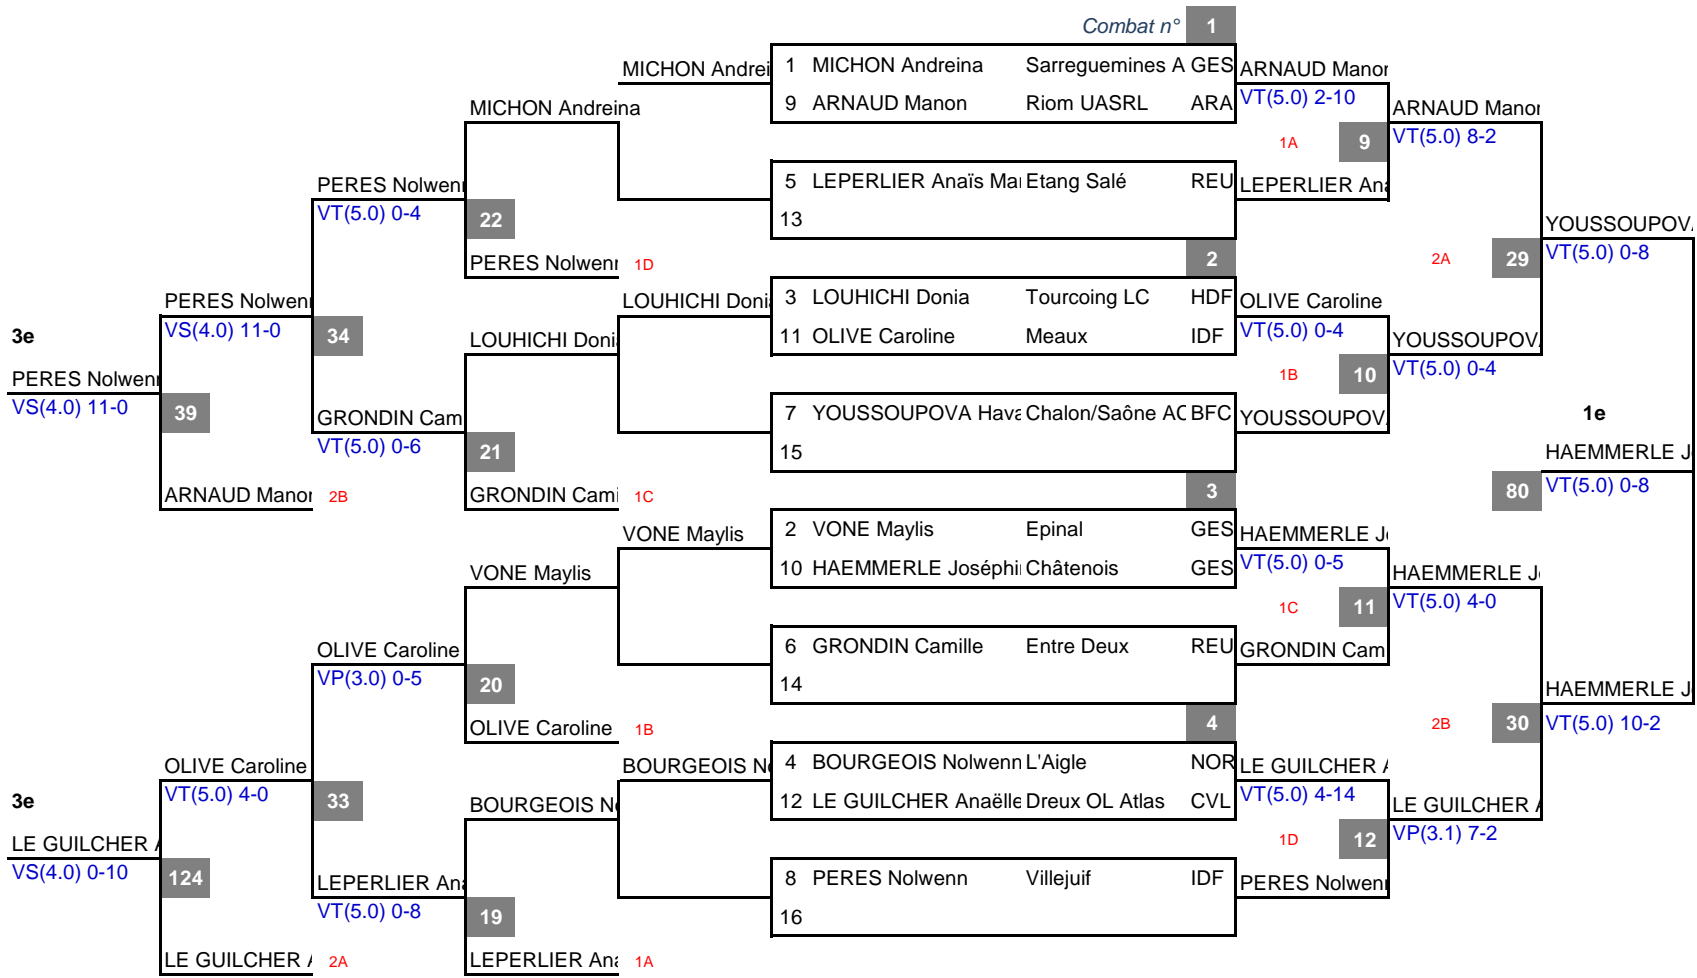 Combat n° 1
MICHON Andrei 1 MICHON Andreina Sarreguemines A GES ARNAUD Manon
MICHON Andreina 9 ARNAUD Manon Riom UASRL ARA VT(5.0) 2-10 ARNAUD Manon
1A 9 VT(5.0) 8-2
PERES Nolwenn 5 LEPERLIER Anaïs Mar Etang Salé REU LEPERLIER Ana
VT(5.0) 0-4 22 13 YOUSSOUPOVA
PERES Nolwenn 1D 2 2A 29 VT(5.0) 0-8
PERES Nolwenn LOUHICHI Donia 3 LOUHICHI Donia Tourcoing LC HDF OLIVE Caroline
3e VS(4.0) 11-0 34 LOUHICHI Donia 11 OLIVE Caroline Meaux IDF VT(5.0) 0-4 YOUSSOUPOVA
PERES Nolwenn 1B 10 VT(5.0) 0-4
VS(4.0) 11-0 39 GRONDIN Cam 7 YOUSSOUPOVA Hava Chalon/Saône AC BFC YOUSSOUPOVA 1e
VT(5.0) 0-6 21 15 HAEMMERLE J
ARNAUD Manon 2B GRONDIN Cami 1C 3 80 VT(5.0) 0-8
VONE Maylis 2 VONE Maylis Epinal GES HAEMMERLE Jo
VONE Maylis 10 HAEMMERLE Joséphi Châtenois GES VT(5.0) 0-5 HAEMMERLE Jo
1C 11 VT(5.0) 4-0
OLIVE Caroline 6 GRONDIN Camille Entre Deux REU GRONDIN Cam
VP(3.0) 0-5 20 14 HAEMMERLE J
OLIVE Caroline 1B 4 2B 30 VT(5.0) 10-2
OLIVE Caroline BOURGEOIS No 4 BOURGEOIS Nolwenn L'Aigle NOR LE GUILCHER A
3e VT(5.0) 4-0 33 BOURGEOIS No 12 LE GUILCHER Anaëlle Dreux OL Atlas CVL VT(5.0) 4-14 LE GUILCHER A
LE GUILCHER A 1D 12 VP(3.1) 7-2
VS(4.0) 0-10 124 LEPERLIER Ana 8 PERES Nolwenn Villejuif IDF PERES Nolwenn
VT(5.0) 0-8 19 16
LE GUILCHER A 2A LEPERLIER Ana 1A